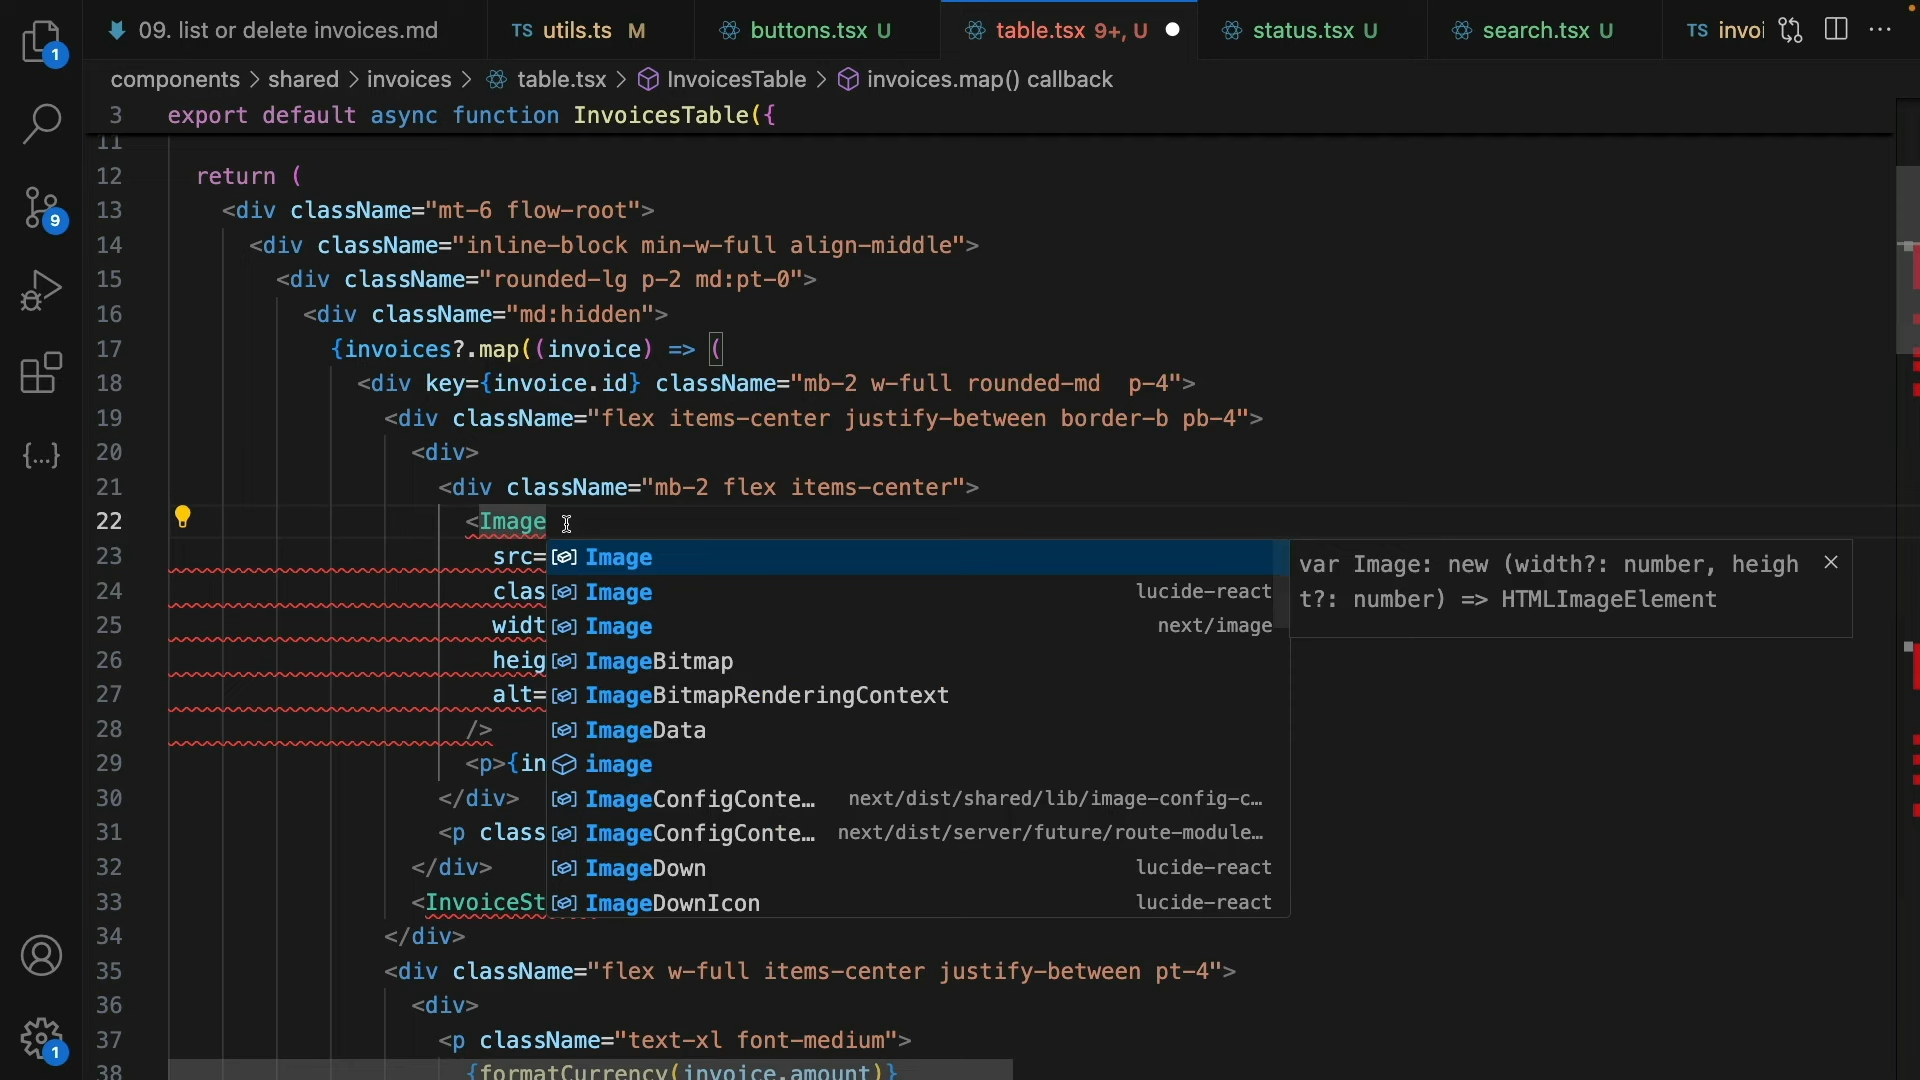 09. list or delete invoices.md
TS utils.ts M
buttons.tsx U
table.tsx 9+, U
status.tsx U
search.tsx U
TS invoi
components > shared > invoices > table.tsx > InvoicesTable > invoices.map() callback
3 export default async function InvoicesTable({
11
12 return (
13 <div className="mt-6 flow-root">
14 <div className="inline-block min-w-full align-middle">
15 <div className="rounded-lg p-2 md:pt-0">
16 <div className="md:hidden">
17 {invoices?.map((invoice) => (
18 <div key={invoice.id} className="mb-2 w-full rounded-md  p-4">
19 <div className="flex items-center justify-between border-b pb-4">
20 <div>
21 <div className="mb-2 flex items-center">
22 <Image
23 src=
24 clas
25 widt
26 heig
27 alt=
28 />
29 <p>{in
30 </div>
31 <p class
32 </div>
33 <InvoiceSt
34 </div>
35 <div className="flex w-full items-center justify-between pt-4">
36 <div>
37 <p className="text-xl font-medium">
38 {formatCurrency(invoice.amount)}
Image
Image lucide-react
Image next/image
ImageBitmap
ImageBitmapRenderingContext
ImageData
image
ImageConfigConte… next/dist/shared/lib/image-config-c…
ImageConfigConte… next/dist/server/future/route-module…
ImageDown lucide-react
ImageDownIcon lucide-react
var Image: new (width?: number, heigh
t?: number) => HTMLImageElement
1
9
{...}
1